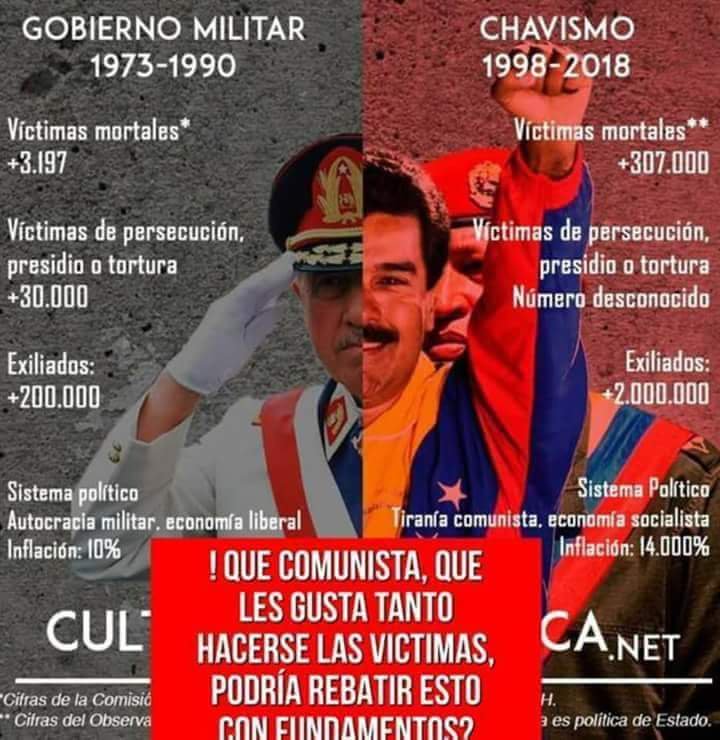 GOBIERNO MILITAR
1973-1990
Víctimas mortales*
+3.197
Víctimas de persecución,
presidio o tortura
+30.000
Exiliados:
+200.000
Sistema político
Autocracia militar, economía liberal
Inflación: 10%
CHAVISMO
1998-2018
Víctimas mortales**
+307.000
Víctimas de persecución,
presidio o tortura
Número desconocido
Exiliados:
+2.000.000
Sistema Político
Tiranía comunista, economía socialista
Inflación: 14.000%
! QUE COMUNISTA, QUE
LES GUSTA TANTO
HACERSE LAS VICTIMAS,
PODRÍA REBATIR ESTO
CON FUNDAMENTOS?
CUL
CA.NET
*Cifras de la Comisió
H.
** Cifras del Observa
a es política de Estado.